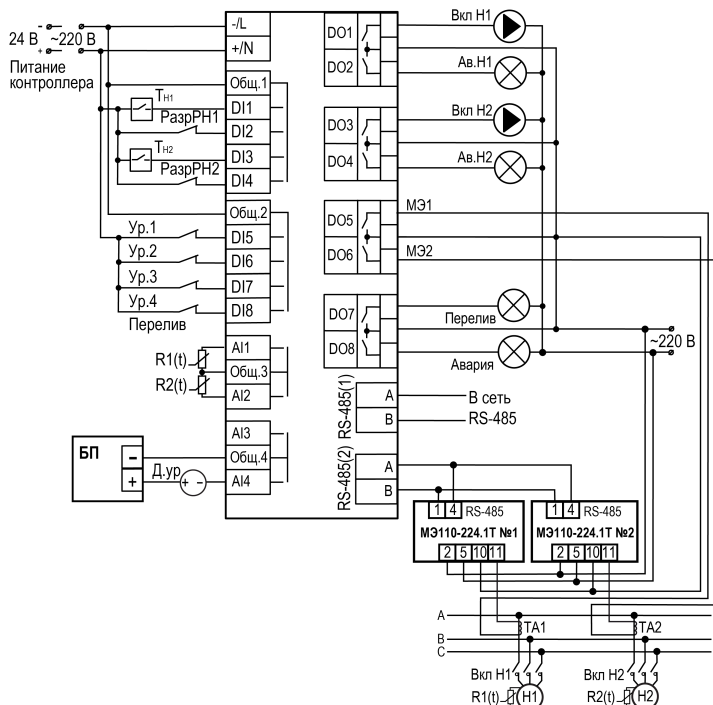 24 В ~220 В
Питание
контроллера
-/L
+/N
Общ.1
DI1
DI2
DI3
DI4
Общ.2
DI5
DI6
DI7
DI8
AI1
Общ.3
AI2
AI3
Общ.4
AI4
ТН1
РазрРН1
ТН2
РазрРН2
Ур.1
Ур.2
Ур.3
Ур.4
Перелив
R1(t)
R2(t)
БП
-
+
Д.ур
+ -
DO1
DO2
DO3
DO4
DO5
DO6
DO7
DO8
RS-485(1)
A
B
RS-485(2)
A
B
Вкл Н1
Ав.Н1
Вкл Н2
Ав.Н2
МЭ1
МЭ2
Перелив
Авария
~220 В
В сеть
RS-485
1 4 RS-485
МЭ110-224.1Т №1
2 5 10 11
1 4 RS-485
МЭ110-224.1Т №2
2 5 10 11
A
B
C
ТА1
ТА2
Вкл Н1
Вкл Н2
R1(t)
Н1
R2(t)
Н2